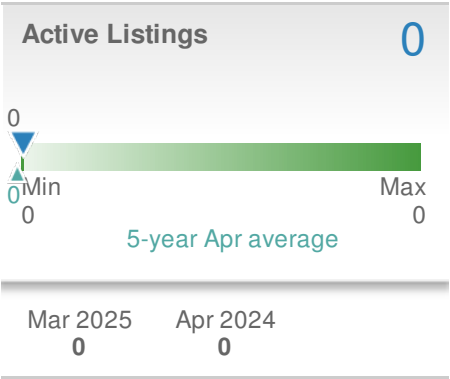 Active Listings 0
0
0
Min Max
0 0
5-year Apr average
Mar 2025 Apr 2024
0 0